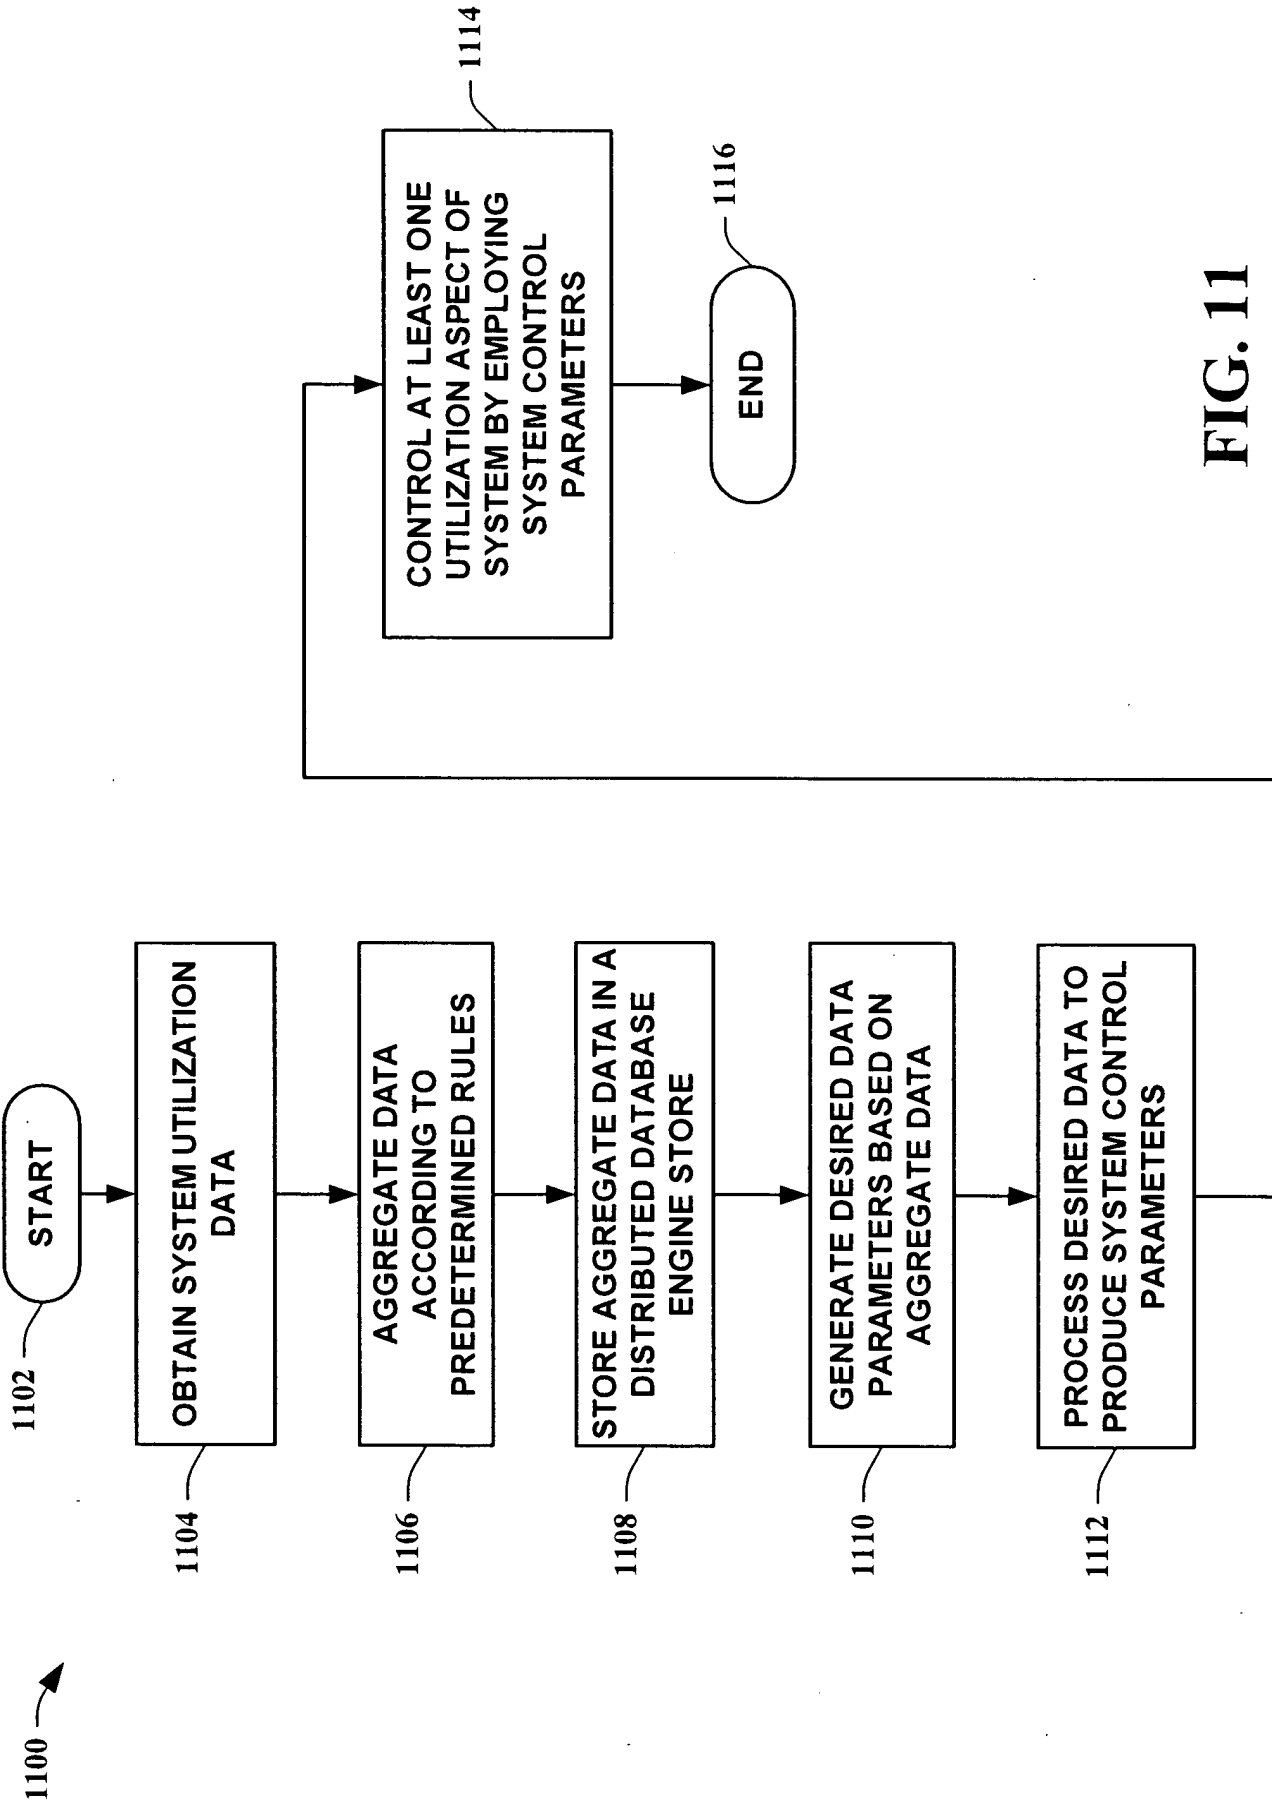 1100
1102
START
1104
OBTAIN SYSTEM UTILIZATION
DATA
1106
AGGREGATE DATA
ACCORDING TO
PREDETERMINED RULES
1108
STORE AGGREGATE DATA IN A
DISTRIBUTED DATABASE
ENGINE STORE
1110
GENERATE DESIRED DATA
PARAMETERS BASED ON
AGGREGATE DATA
1112
PROCESS DESIRED DATA TO
PRODUCE SYSTEM CONTROL
PARAMETERS
1114
CONTROL AT LEAST ONE
UTILIZATION ASPECT OF
SYSTEM BY EMPLOYING
SYSTEM CONTROL
PARAMETERS
1116
END
FIG. 11